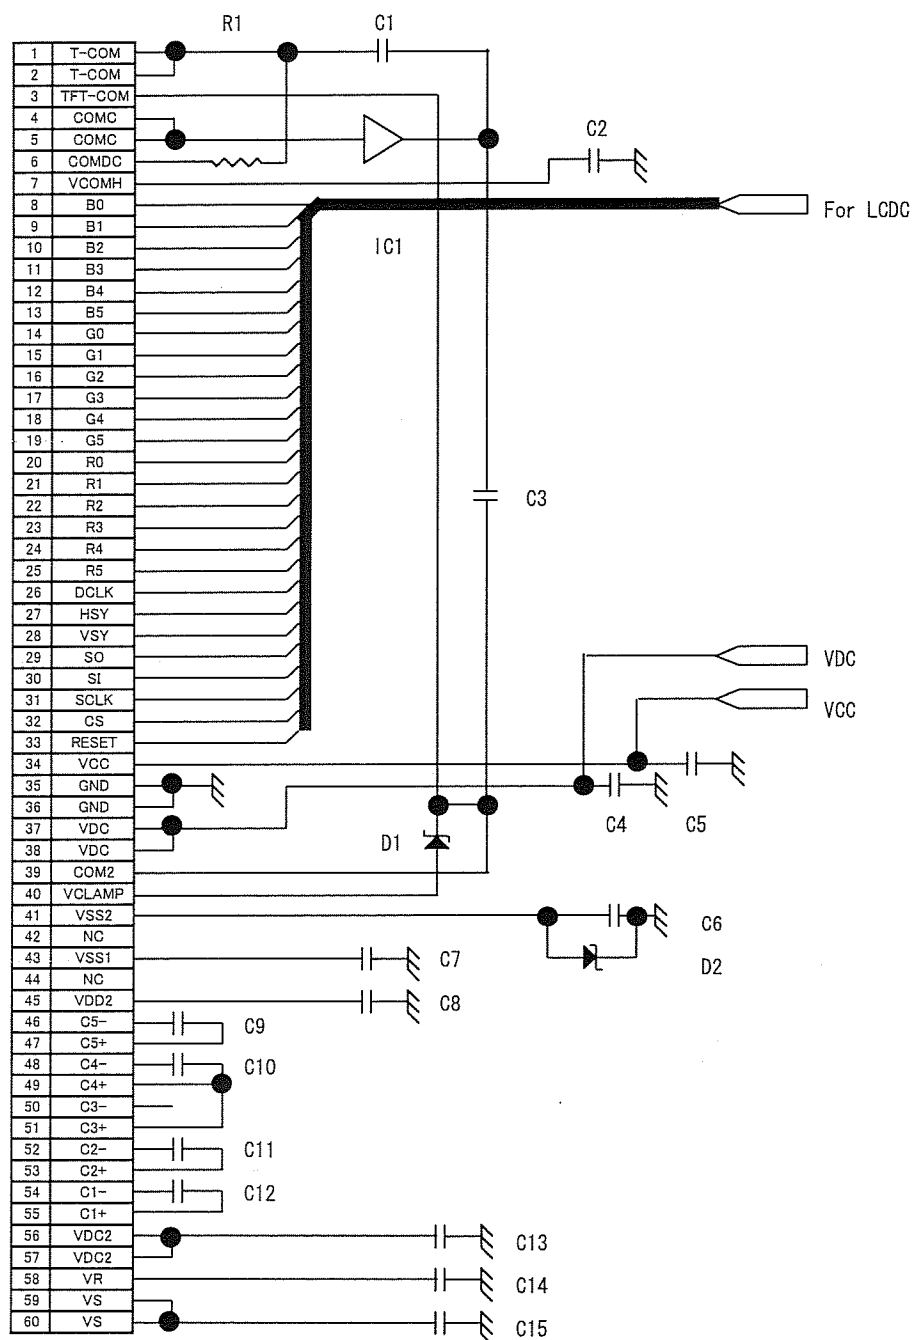 R1
C1
1 T-COM
2 T-COM
3 TFT-COM
4 COMC
5 COMC
6 COMDC
7 VCOMH
8 B0
9 B1
10 B2
11 B3
12 B4
13 B5
14 G0
15 G1
16 G2
17 G3
18 G4
19 G5
20 R0
21 R1
22 R2
23 R3
24 R4
25 R5
26 DCLK
27 HSY
28 VSY
29 SO
30 SI
31 SCLK
32 CS
33 RESET
34 VCC
35 GND
36 GND
37 VDC
38 VDC
39 COM2
40 VCLAMP
41 VSS2
42 NC
43 VSS1
44 NC
45 VDD2
46 C5-
47 C5+
48 C4-
49 C4+
50 C3-
51 C3+
52 C2-
53 C2+
54 C1-
55 C1+
56 VDC2
57 VDC2
58 VR
59 VS
60 VS
C2
For LCDC
IC1
C3
VDC
VCC
C4
C5
D1
C6
D2
C7
C8
C9
C10
C11
C12
C13
C14
C15